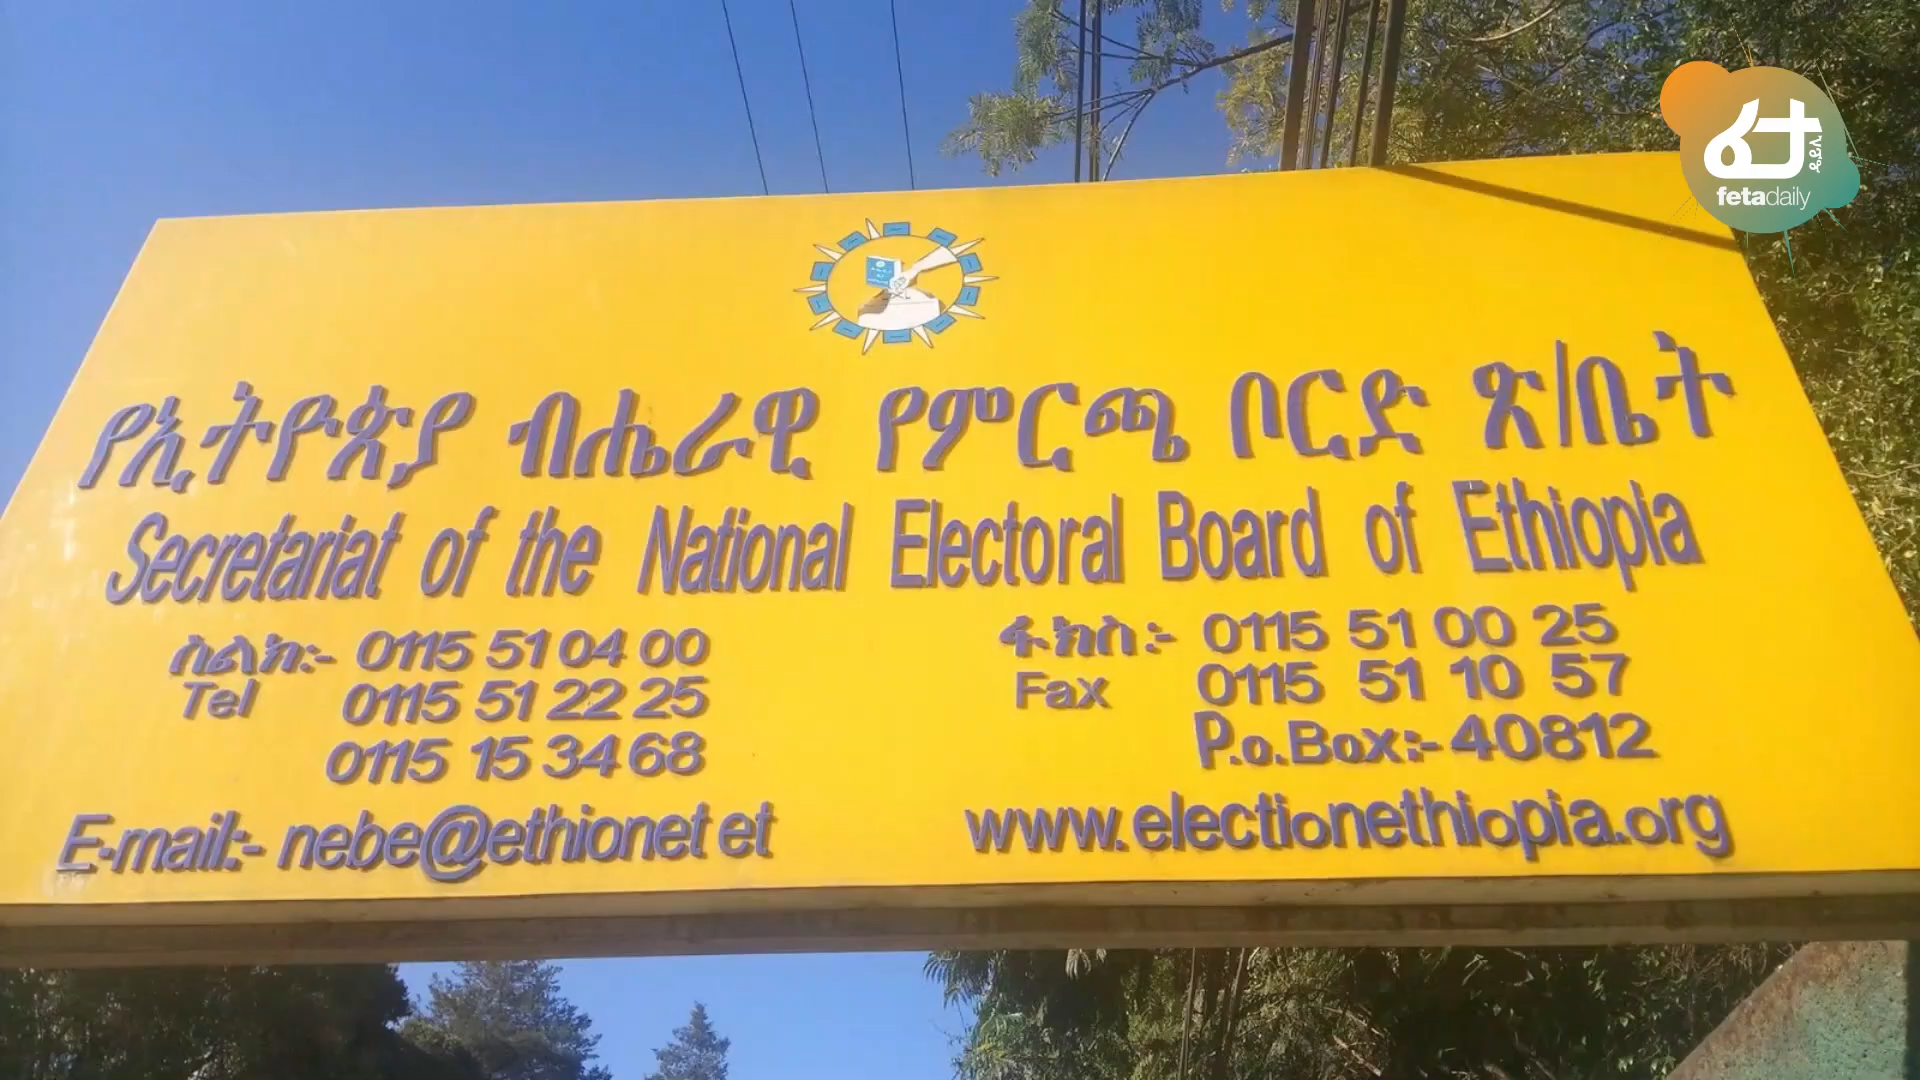 ፈታ
ዴይሊ
fetadaily
የኢትዮጵያ ብሔራዊ የምርጫ ቦርድ ጽ/ቤት
Secretariat of the National Electoral Board of Ethiopia
ስልክ:- 0115 51 04 00
Tel 0115 51 22 25
0115 15 34 68
ፋክስ:- 0115 51 00 25
Fax 0115 51 10 57
P.o.Box:- 40812
E-mail:- nebe@ethionet et
www.electionethiopia.org